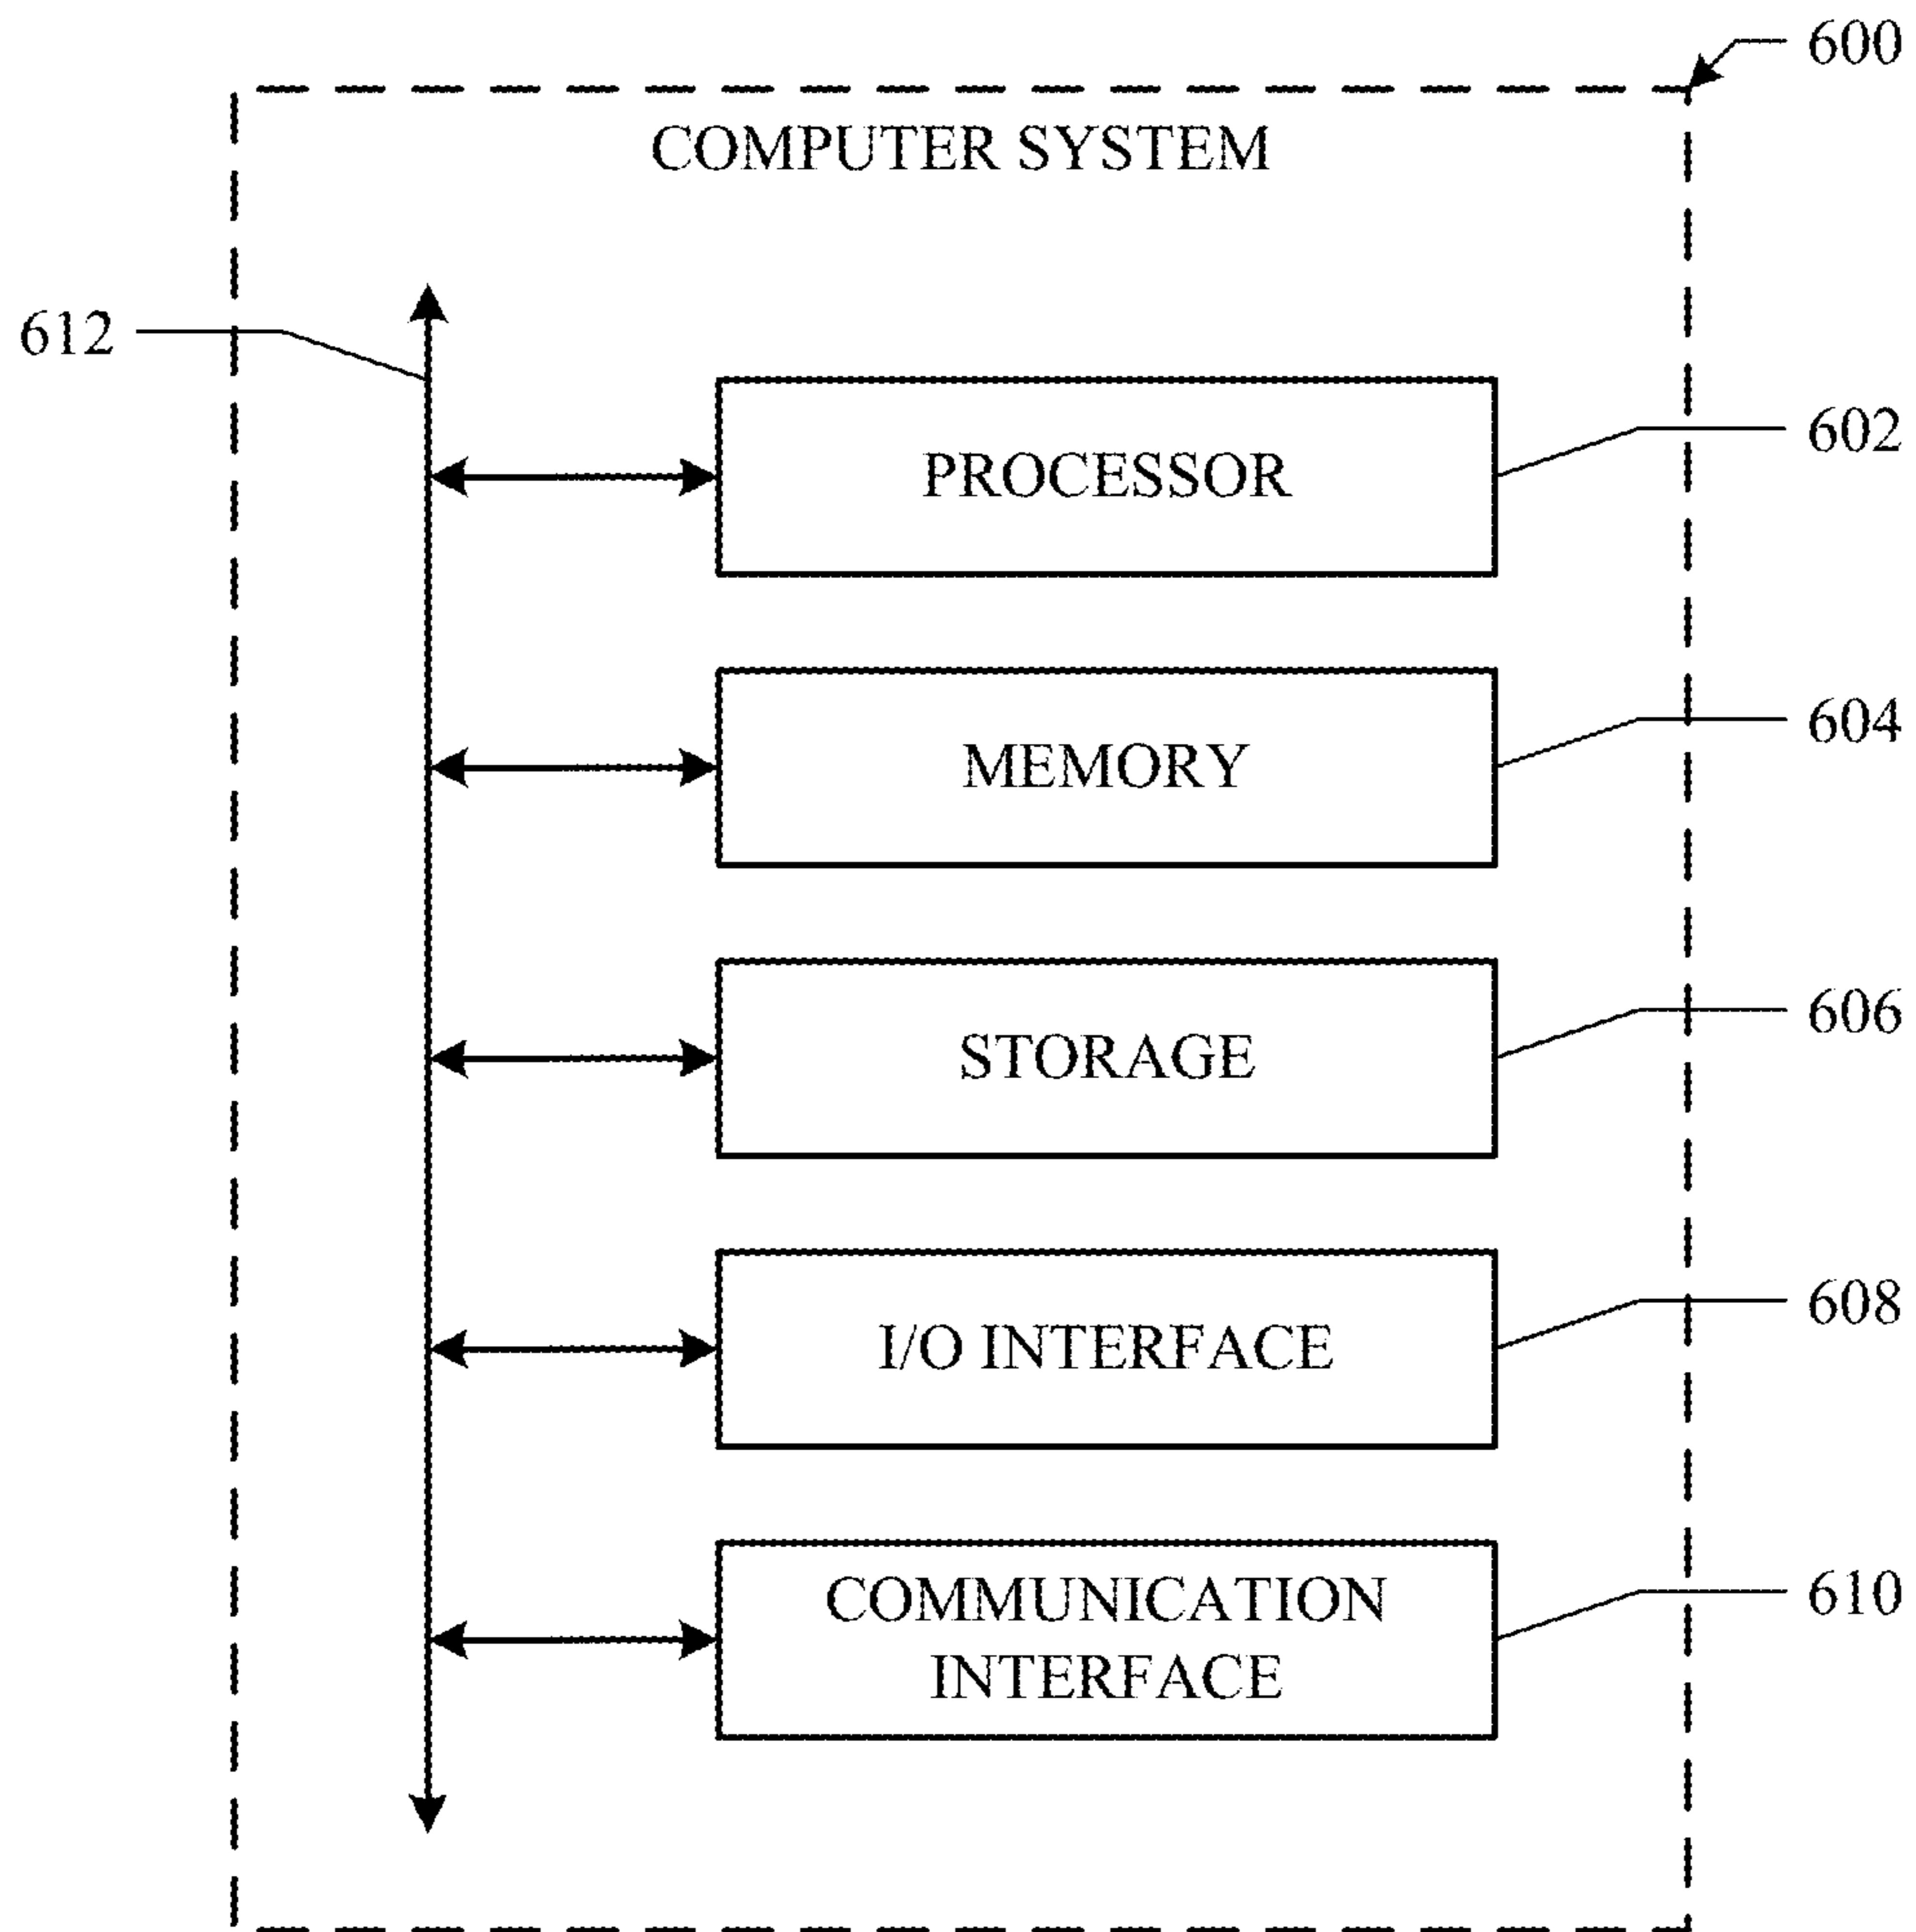 600
COMPUTER SYSTEM
612
PROCESSOR
602
MEMORY
604
STORAGE
606
I/O INTERFACE
608
COMMUNICATION
INTERFACE
610